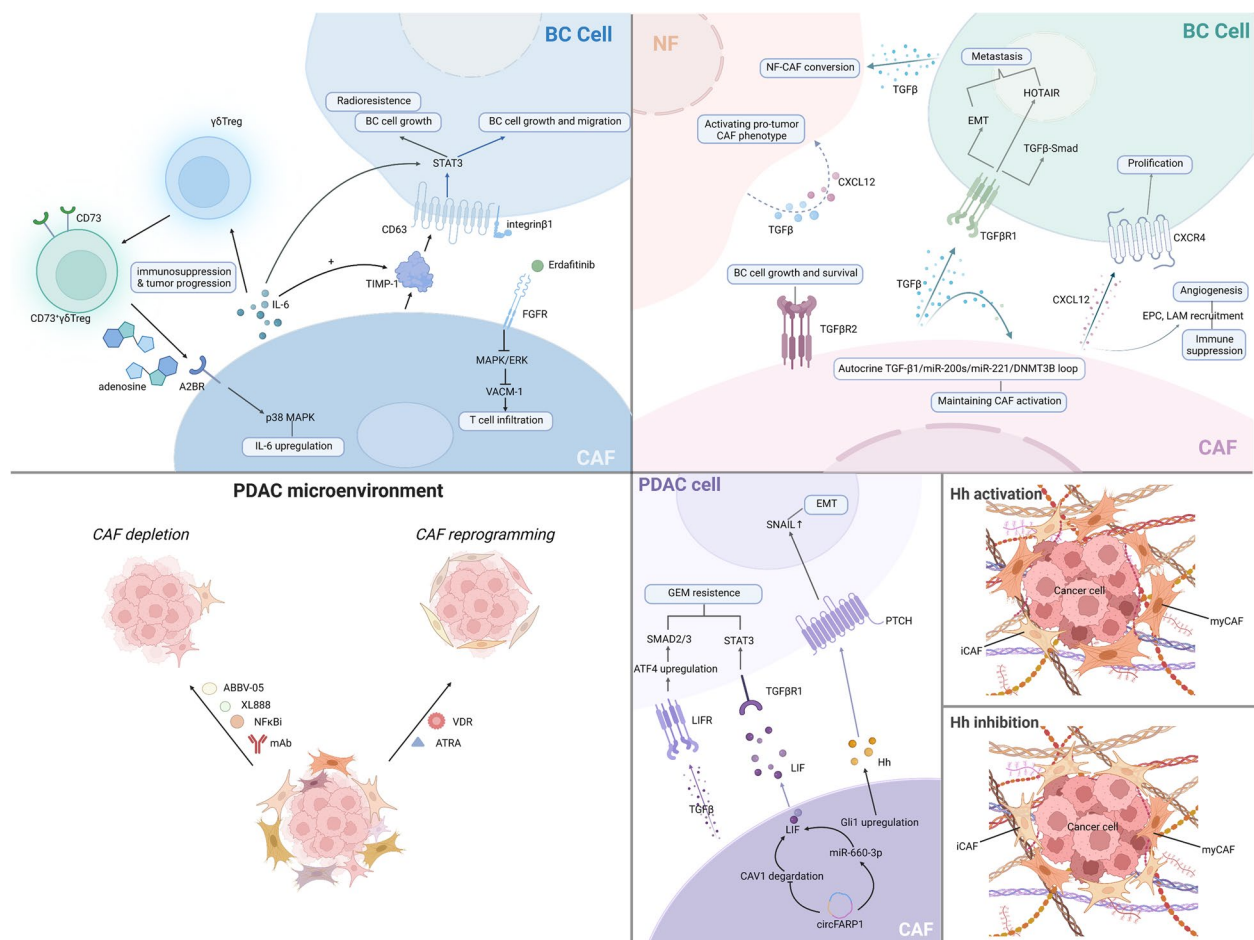 BC Cell
γδTreg
Radioresistence
BC cell growth
BC cell growth and migration
STAT3
CD73
CD63
integrinβ1
immunosuppression
& tumor progression
+
TIMP-1
Erdafitinib
IL-6
FGFR
CD73⁺γδTreg
adenosine
A2BR
MAPK/ERK
VACM-1
p38 MAPK
T cell infiltration
IL-6 upregulation
CAF
NF
BC Cell
NF-CAF conversion
TGFβ
Metastasis
HOTAIR
EMT
TGFβ-Smad
Activating pro-tumor
CAF phenotype
CXCL12
TGFβ
Prolification
TGFβR1
CXCR4
BC cell growth and survival
TGFβ
CXCL12
Angiogenesis
EPC, LAM recruitment
Immune
suppression
TGFβR2
Autocrine TGF-β1/miR-200s/miR-221/DNMT3B loop
Maintaining CAF activation
CAF
PDAC microenvironment
CAF depletion
CAF reprogramming
ABBV-05
XL888
NFκBi
mAb
VDR
ATRA
PDAC cell
EMT
SNAIL↑
GEM resistence
SMAD2/3
STAT3
PTCH
ATF4 upregulation
TGFβR1
LIFR
LIF
Hh
TGFβ
LIF
Gli1 upregulation
miR-660-3p
CAV1 degardation
circFARP1
CAF
Hh activation
Cancer cell
myCAF
iCAF
Hh inhibition
Cancer cell
iCAF
myCAF